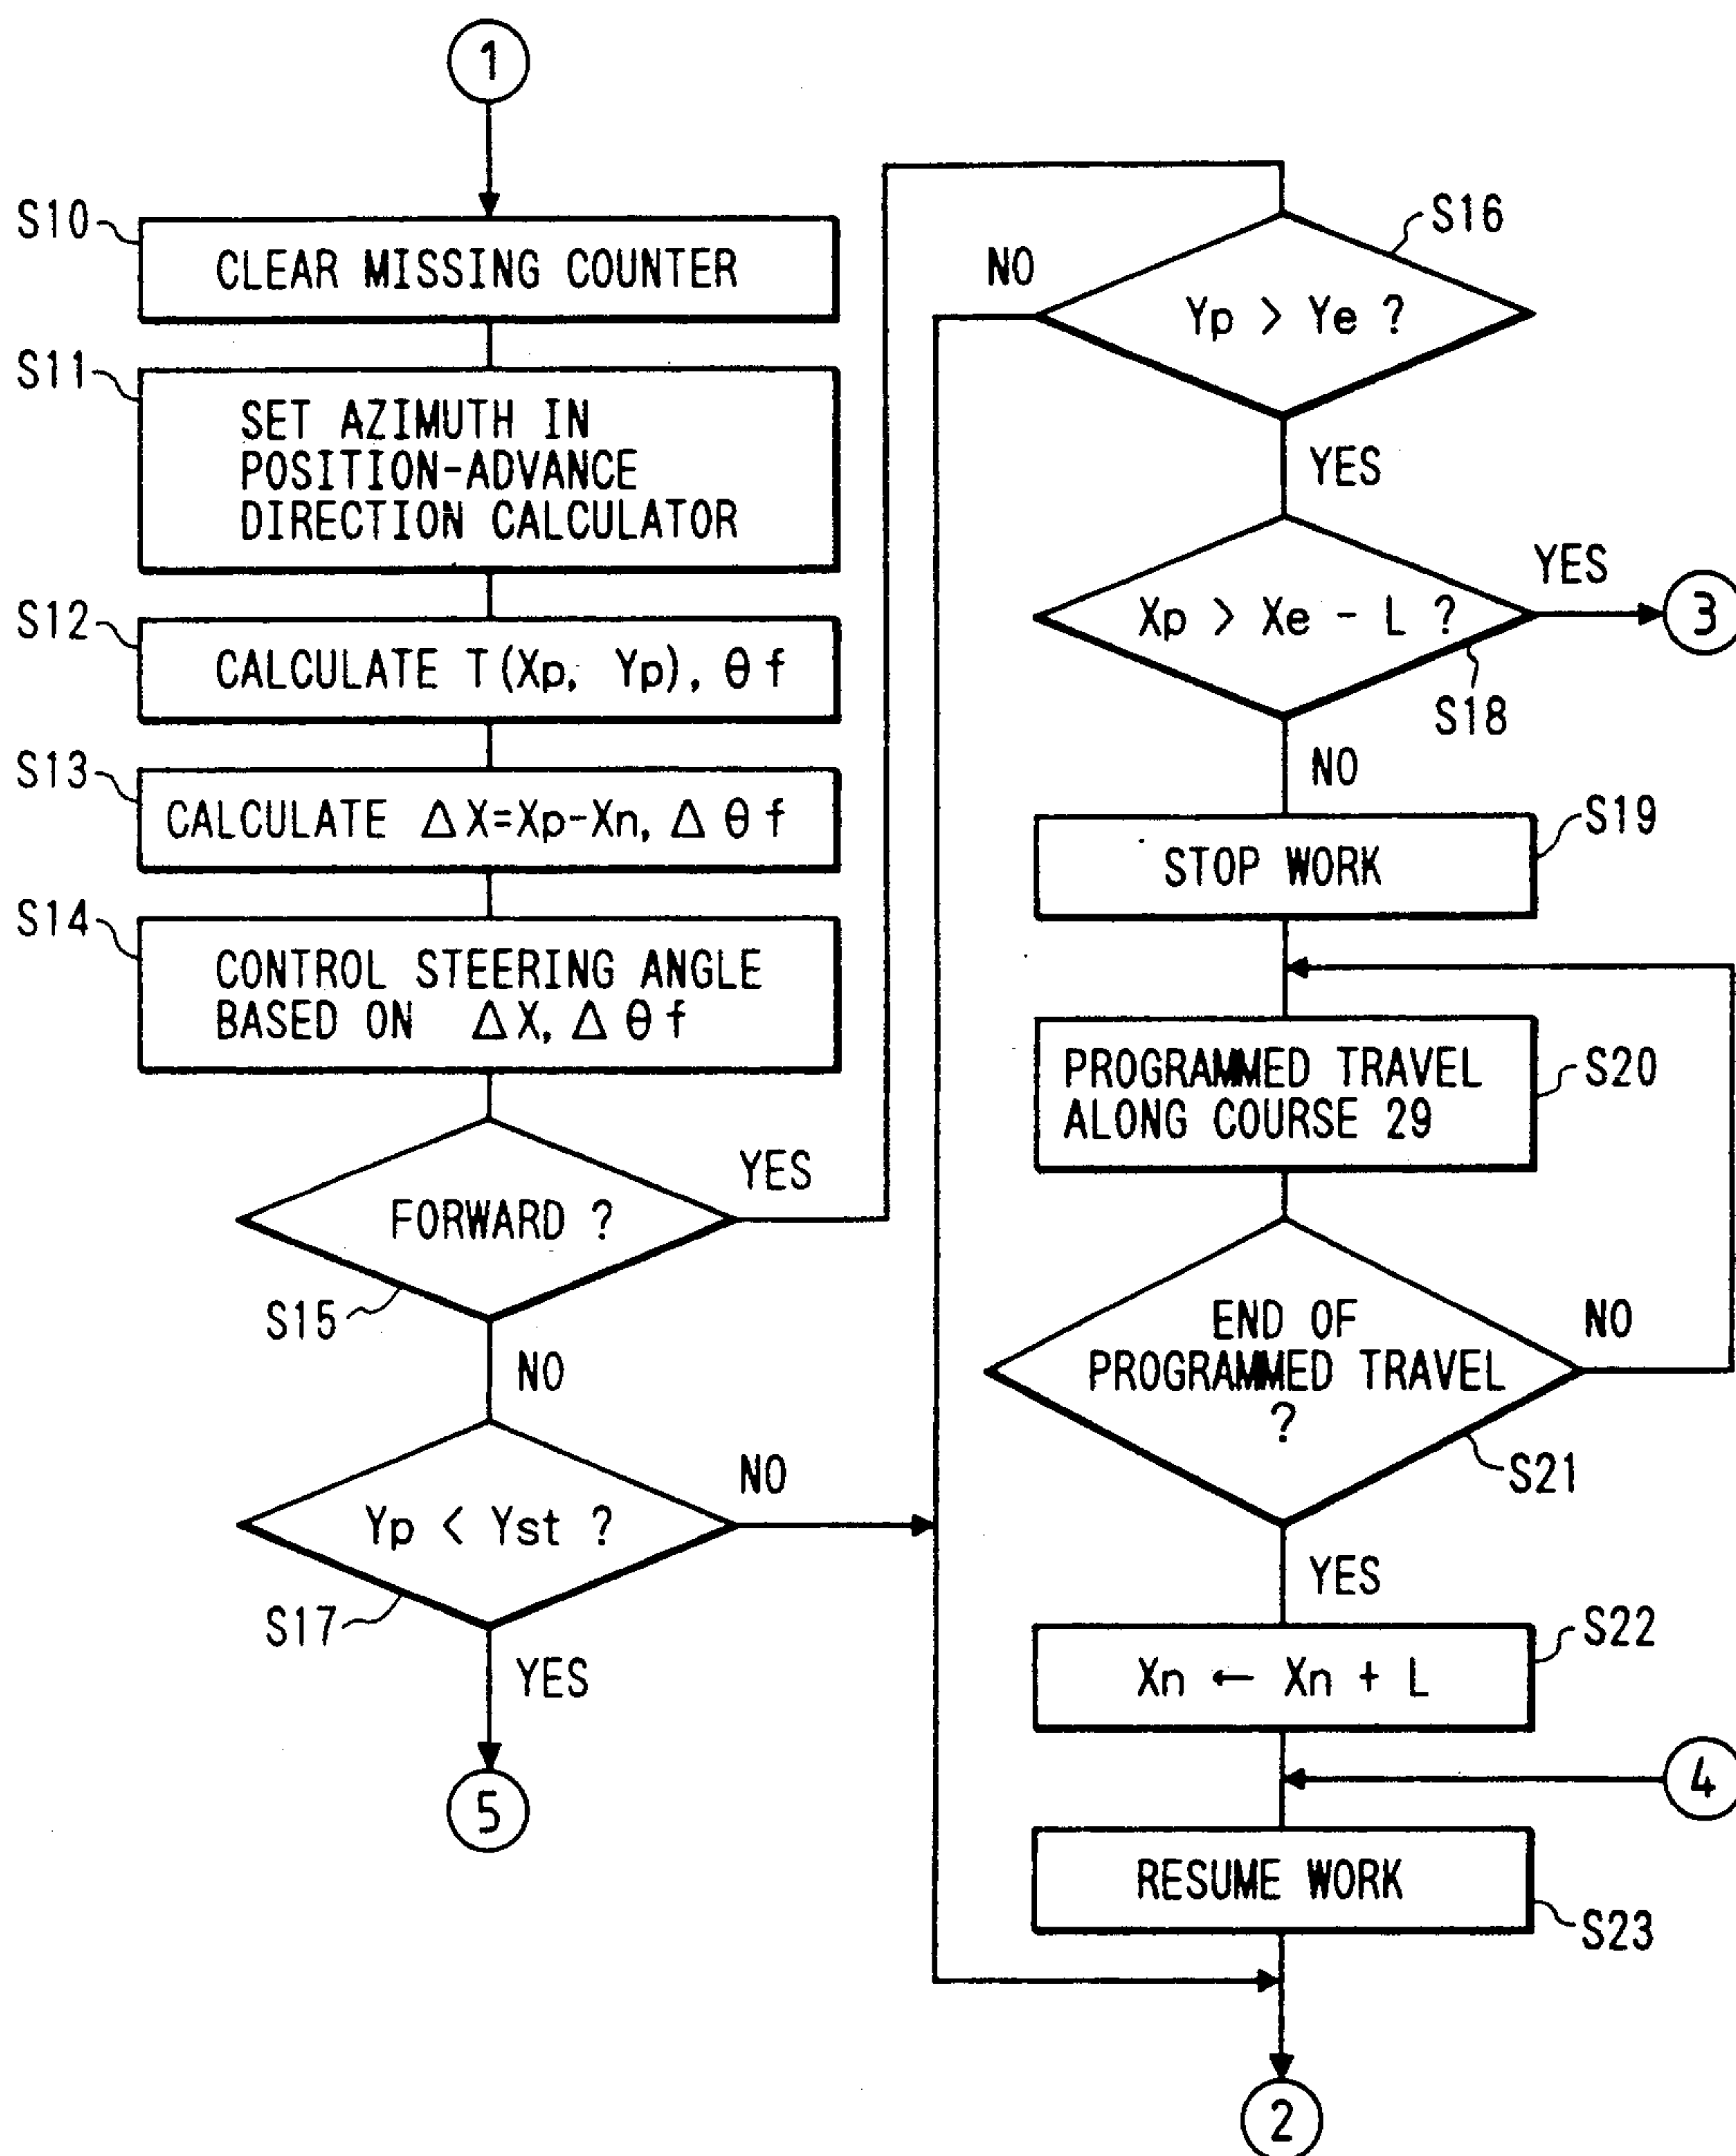 1
S10
CLEAR MISSING COUNTER
S11
SET AZIMUTH IN
POSITION-ADVANCE
DIRECTION CALCULATOR
S12
CALCULATE T(Xp, Yp), θf
S13
CALCULATE ΔX=Xp-Xn, Δθf
S14
CONTROL STEERING ANGLE
BASED ON ΔX, Δθf
FORWARD ?
YES
S15
NO
Yp < Yst ?
NO
S17
YES
5
S16
NO
Yp > Ye ?
YES
YES
Xp > Xe - L ?
3
S18
NO
S19
STOP WORK
PROGRAMMED TRAVEL
ALONG COURSE 29
S20
END OF
PROGRAMMED TRAVEL
?
NO
S21
YES
S22
Xn ← Xn + L
4
RESUME WORK
S23
2